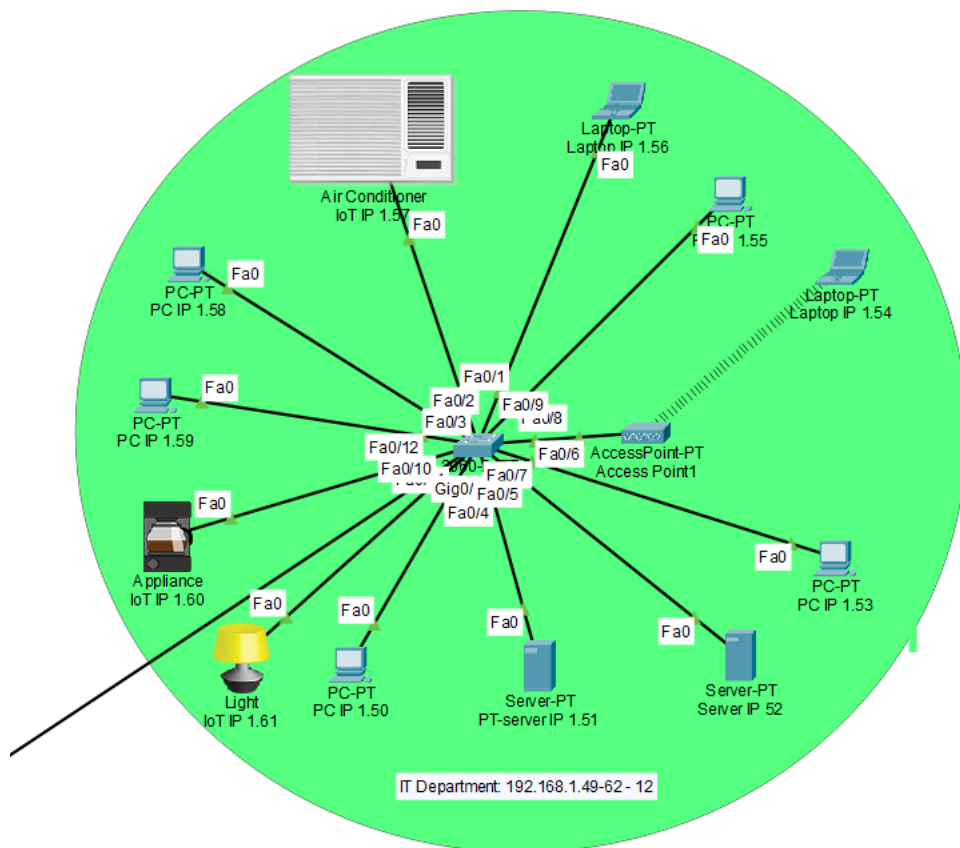 Laptop-PT
Laptop IP 1.56
Fa0
Air Conditioner
IoT IP 1.57
Fa0
PC-PT
1.55
Fa0
Laptop-PT
Laptop IP 1.54
PC-PT
PC IP 1.58
Fa0
PC-PT
PC IP 1.59
Fa0
Fa0/1
Fa0/2
Fa0/9
Fa0/8
Fa0/3
Fa0/12
Fa0/6
Fa0/10
Fa0/7
Gig0/
Fa0/5
Fa0/4
AccessPoint-PT
Access Point1
Fa0
PC-PT
PC IP 1.53
Fa0
Appliance
IoT IP 1.60
Fa0
Light
IoT IP 1.61
Fa0
PC-PT
PC IP 1.50
Fa0
Server-PT
PT-server IP 1.51
Fa0
Server-PT
Server IP 52
IT Department: 192.168.1.49-62 - 12